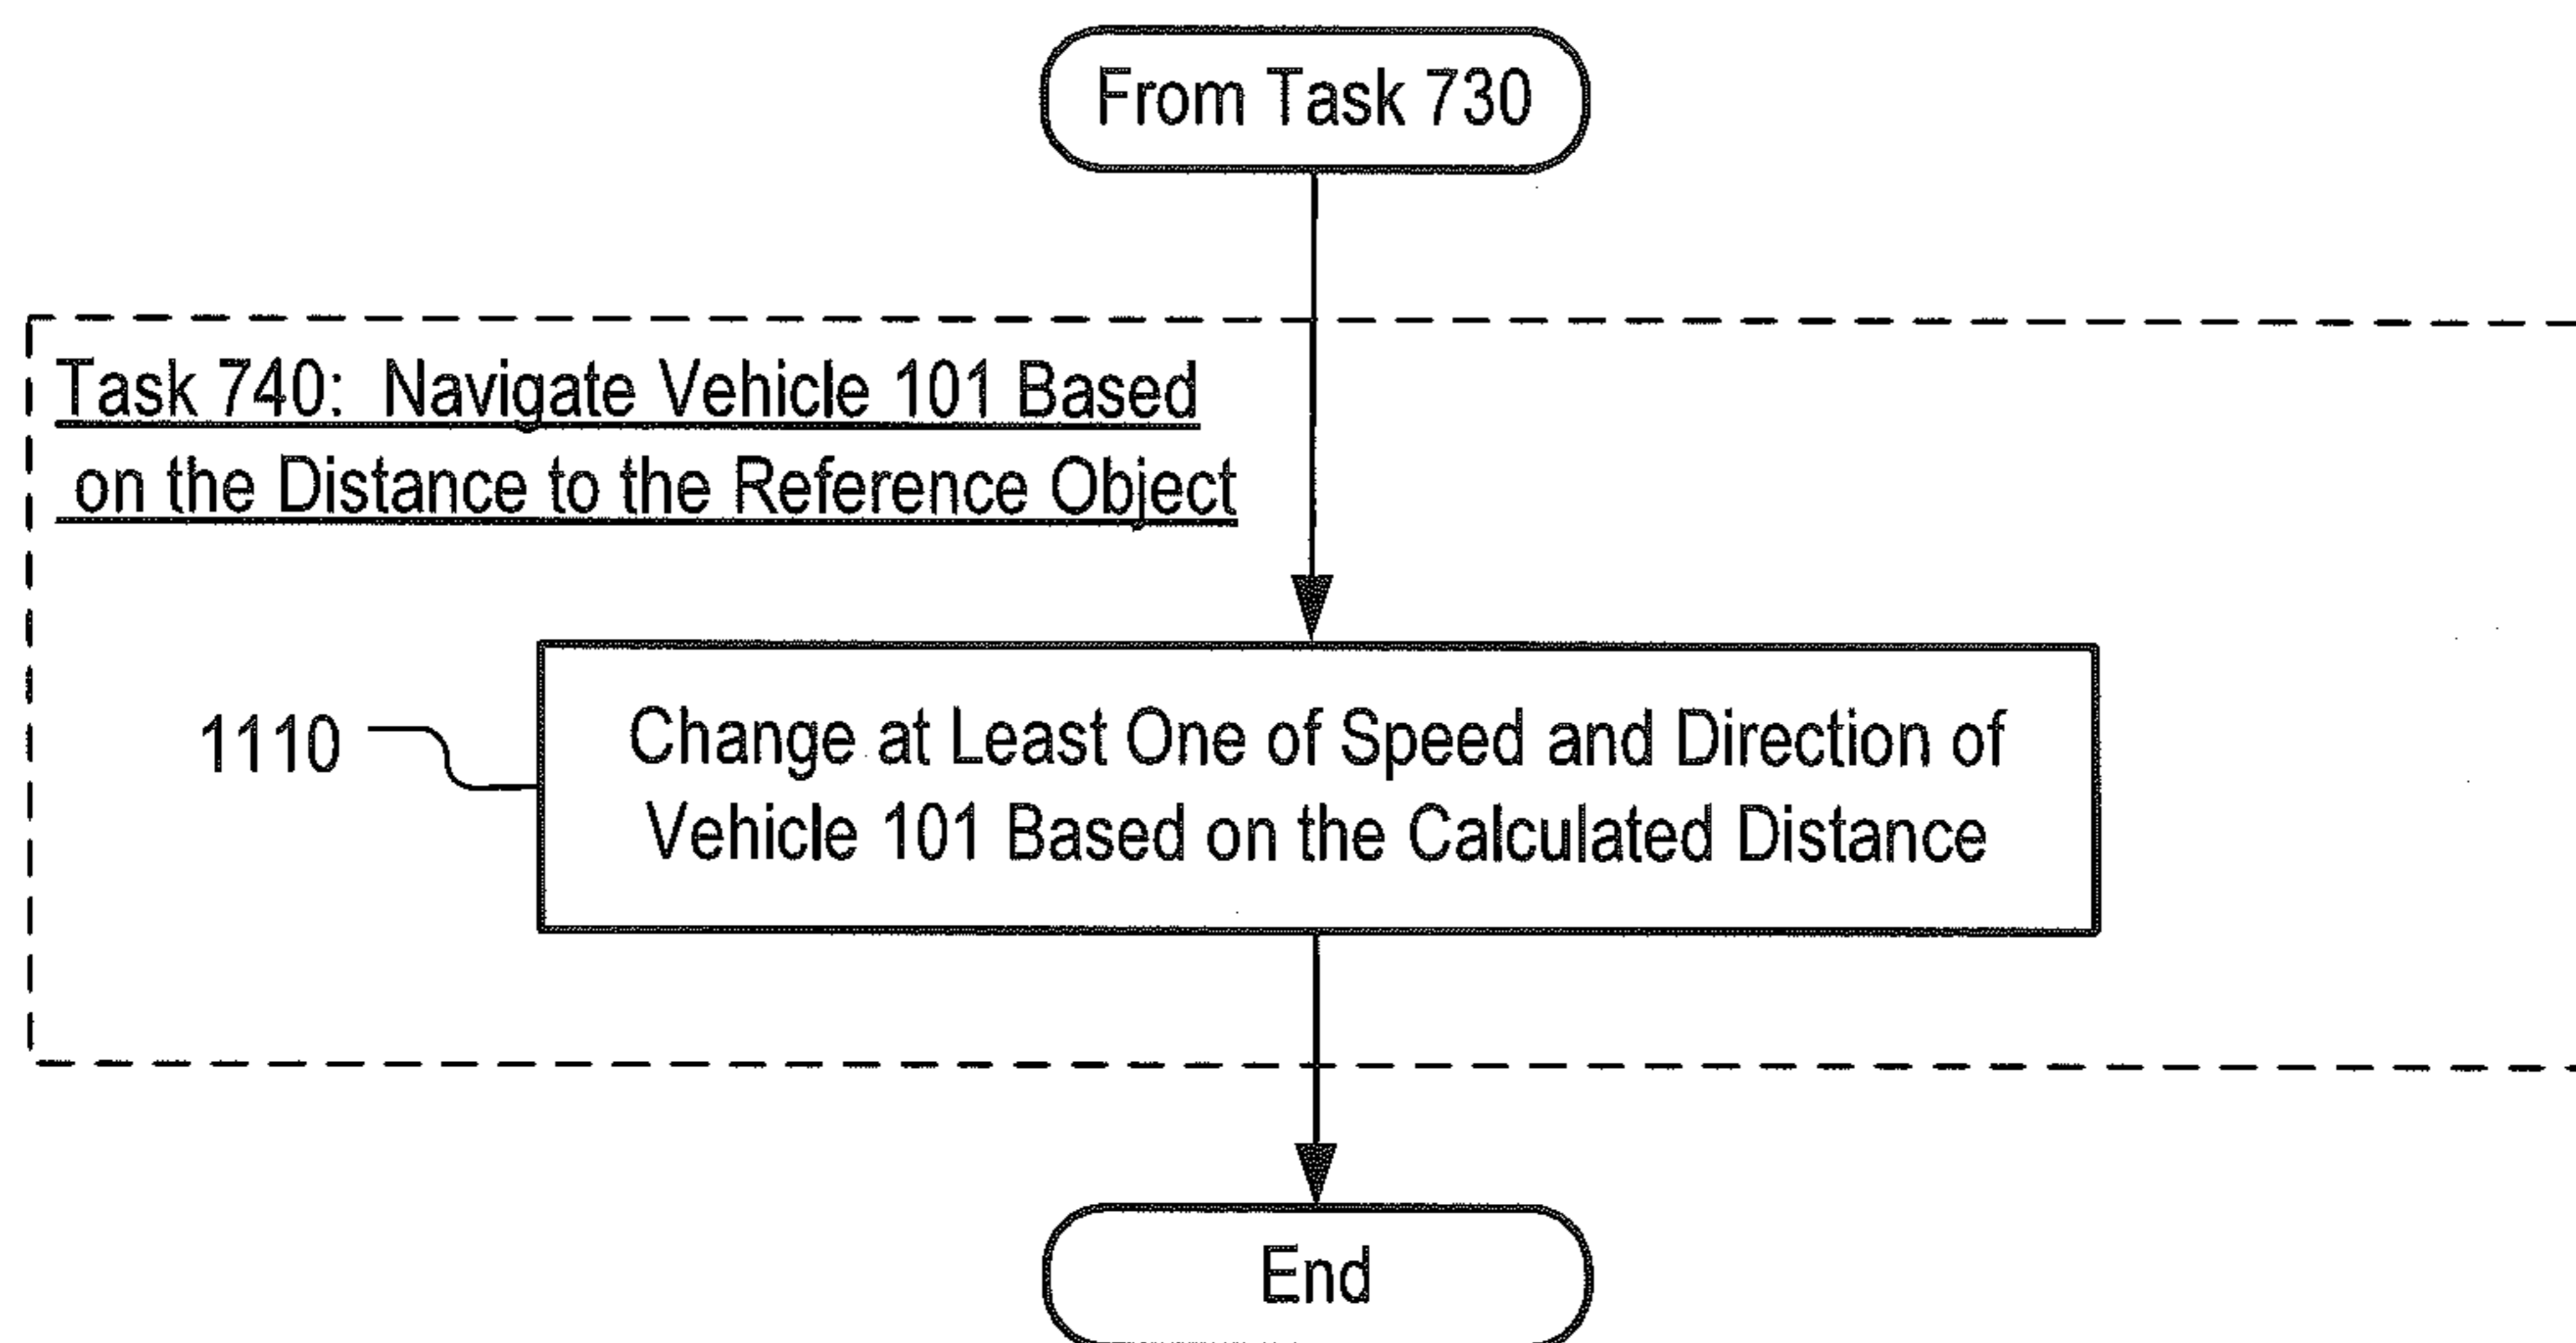 From Task 730
Task 740: Navigate Vehicle 101 Based
on the Distance to the Reference Object
1110
Change at Least One of Speed and Direction of
Vehicle 101 Based on the Calculated Distance
End